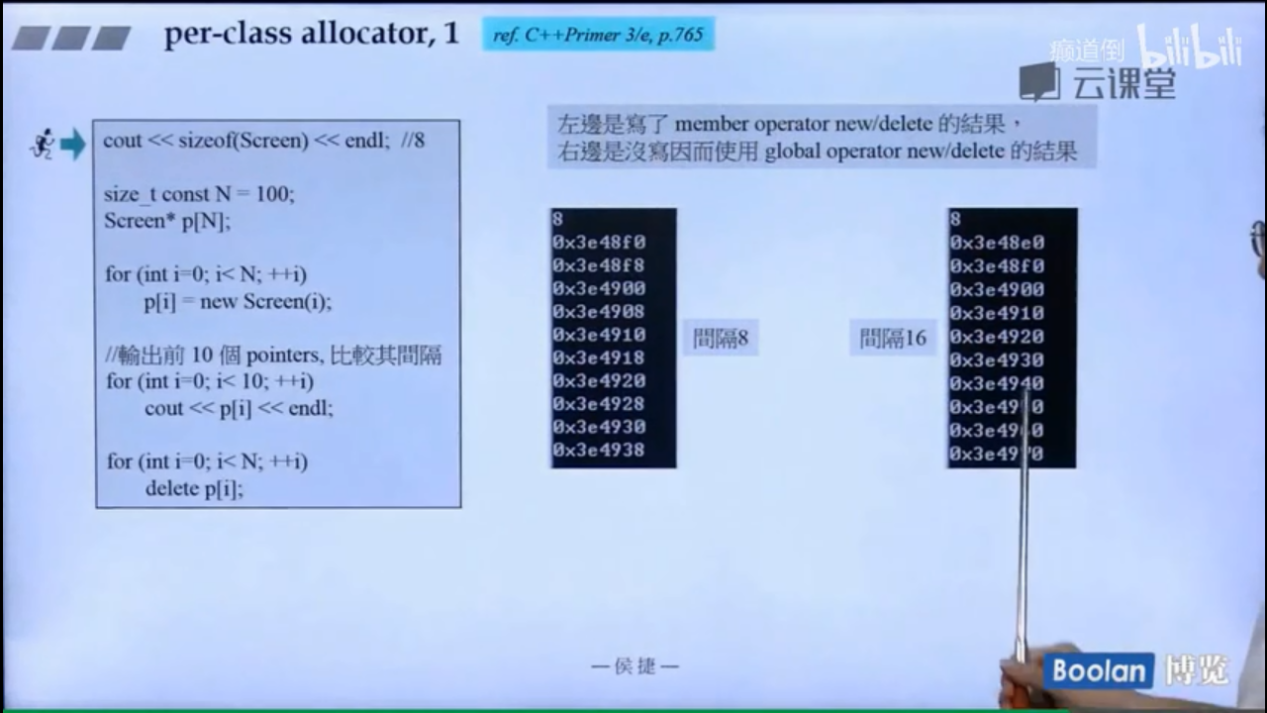 per-class allocator, 1
ref. C++Primer 3/e, p.765
癫道倒 bilibili
云课堂
cout << sizeof(Screen) << endl; //8
size_t const N = 100;
Screen* p[N];
for (int i=0; i< N; ++i)
p[i] = new Screen(i);
//輸出前 10 個 pointers, 比較其間隔
for (int i=0; i< 10; ++i)
cout << p[i] << endl;
for (int i=0; i< N; ++i)
delete p[i];
左邊是寫了 member operator new/delete 的結果，
右邊是沒寫因而使用 global operator new/delete 的結果
8
0x3e48f0
0x3e48f8
0x3e4900
0x3e4908
0x3e4910
0x3e4918
0x3e4920
0x3e4928
0x3e4930
0x3e4938
間隔8
間隔16
8
0x3e48e0
0x3e48f0
0x3e4900
0x3e4910
0x3e4920
0x3e4930
0x3e4940
—侯捷—
Boolan 博览